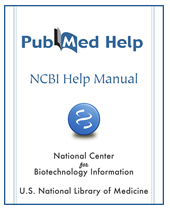 PubMed Help
NCBI Help Manual
National Center
for
Biotechnology Information
U.S. National Library of Medicine